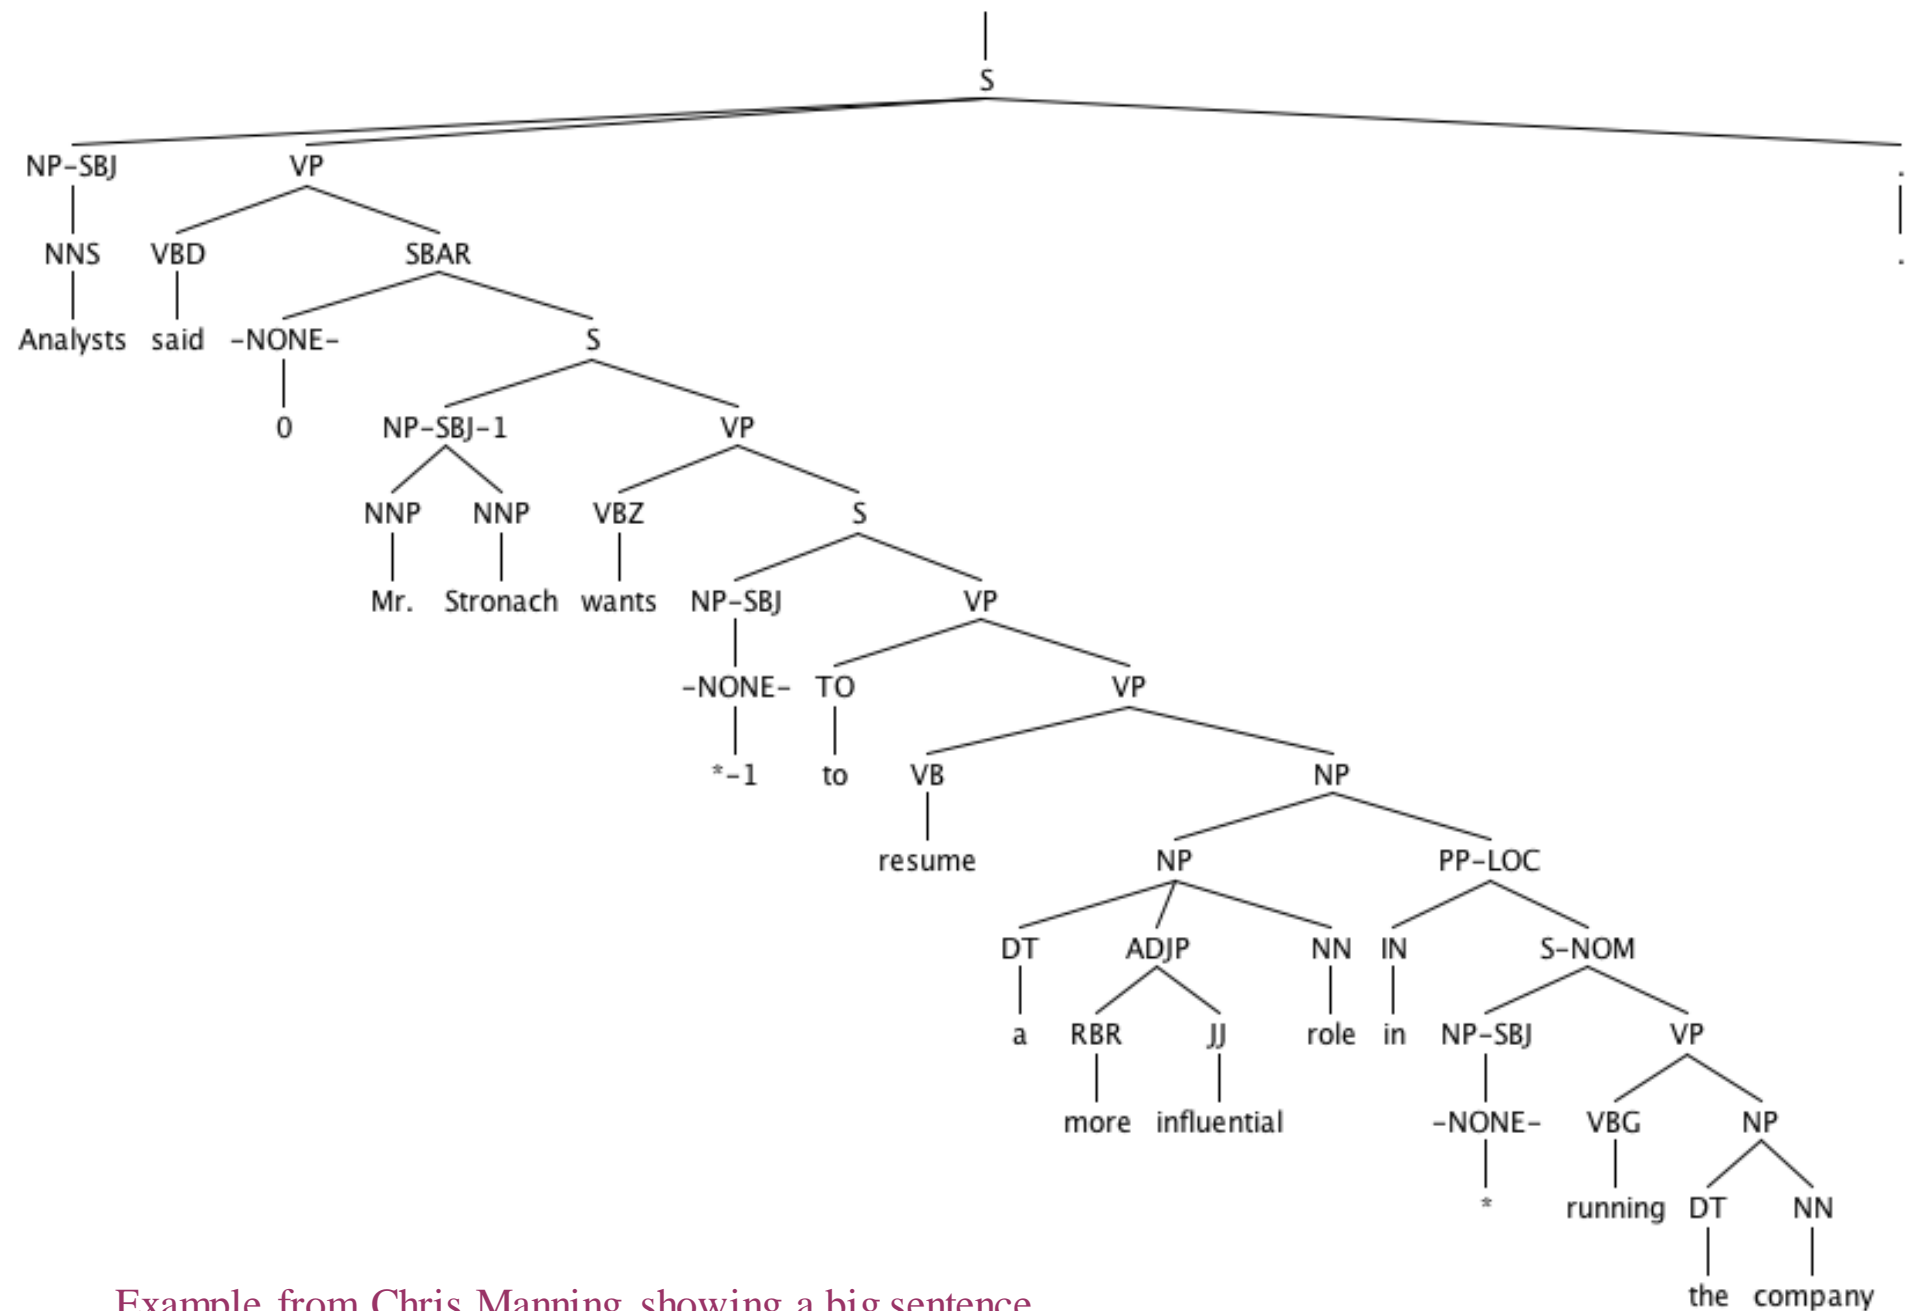 S
NP-SBJ VP .
NNS VBD SBAR .
Analysts said -NONE- S
0 NP-SBJ-1 VP
NNP NNP VBZ S
Mr. Stronach wants NP-SBJ VP
-NONE- TO VP
*-1 to VB NP
resume NP PP-LOC
DT ADJP NN IN S-NOM
a RBR JJ role in NP-SBJ VP
more influential -NONE- VBG NP
* running DT NN
the company
Example from Chris Manning, showing a big sentence